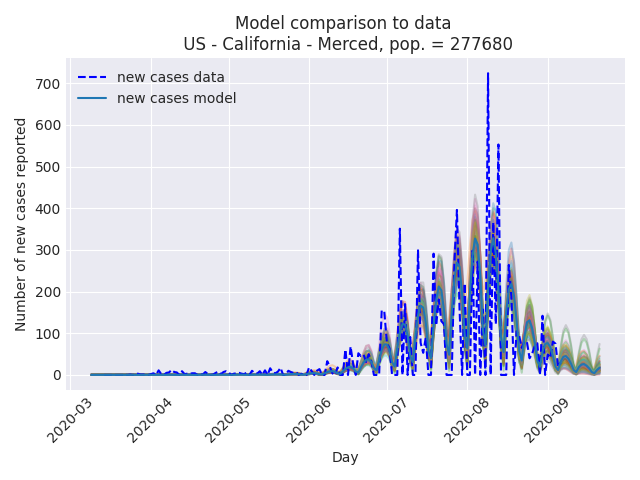 Model comparison to data
US - California - Merced, pop. = 277680
new cases data
new cases model
Number of new cases reported
700
600
500
400
300
200
100
0
2020-03
2020-04
2020-05
2020-06
2020-07
2020-08
2020-09
Day